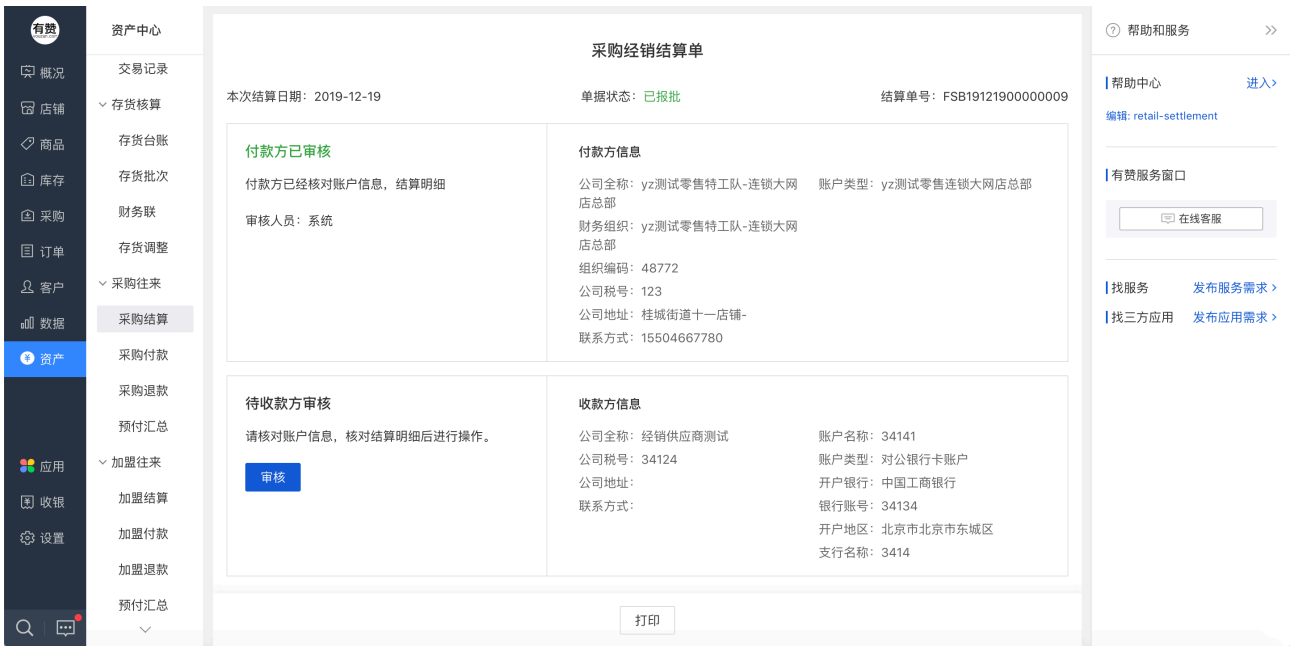 有赞
youzan.com
概况
店铺
商品
库存
采购
订单
客户
数据
资产
应用
收银
设置
资产中心
交易记录
存货核算
存货台账
存货批次
财务联
存货调整
采购往来
采购结算
采购付款
采购退款
预付汇总
加盟往来
加盟结算
加盟付款
加盟退款
预付汇总
采购经销结算单
本次结算日期：2019-12-19 单据状态：已报批 结算单号：FSB19121900000009
付款方已审核
付款方已经核对账户信息，结算明细
审核人员：系统
付款方信息
公司全称：yz测试零售特工队-连锁大网
店总部
财务组织：yz测试零售特工队-连锁大网
店总部
组织编码：48772
公司税号：123
公司地址：桂城街道十一店铺-
联系方式：15504667780
账户类型：yz测试零售连锁大网店总部
待收款方审核
请核对账户信息，核对结算明细后进行操作。
审核
收款方信息
公司全称：经销供应商测试
公司税号：34124
公司地址：
联系方式：
账户名称：34141
账户类型：对公银行卡账户
开户银行：中国工商银行
银行账号：34134
开户地区：北京市北京市东城区
支行名称：3414
打印
? 帮助和服务
帮助中心 进入>
编辑: retail-settlement
有赞服务窗口
在线客服
找服务 发布服务需求 >
找三方应用 发布应用需求 >